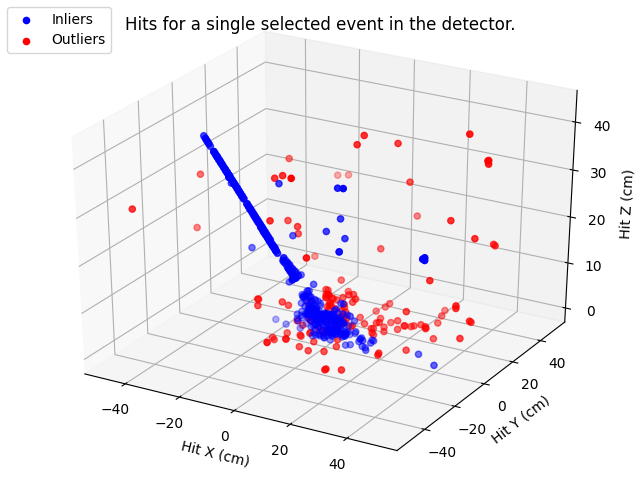 Hits for a single selected event in the detector.
Inliers
Outliers
40
30
20
10
0
Hit Z (cm)
40
20
0
−20
−40
Hit Y (cm)
−40
−20
0
20
40
Hit X (cm)